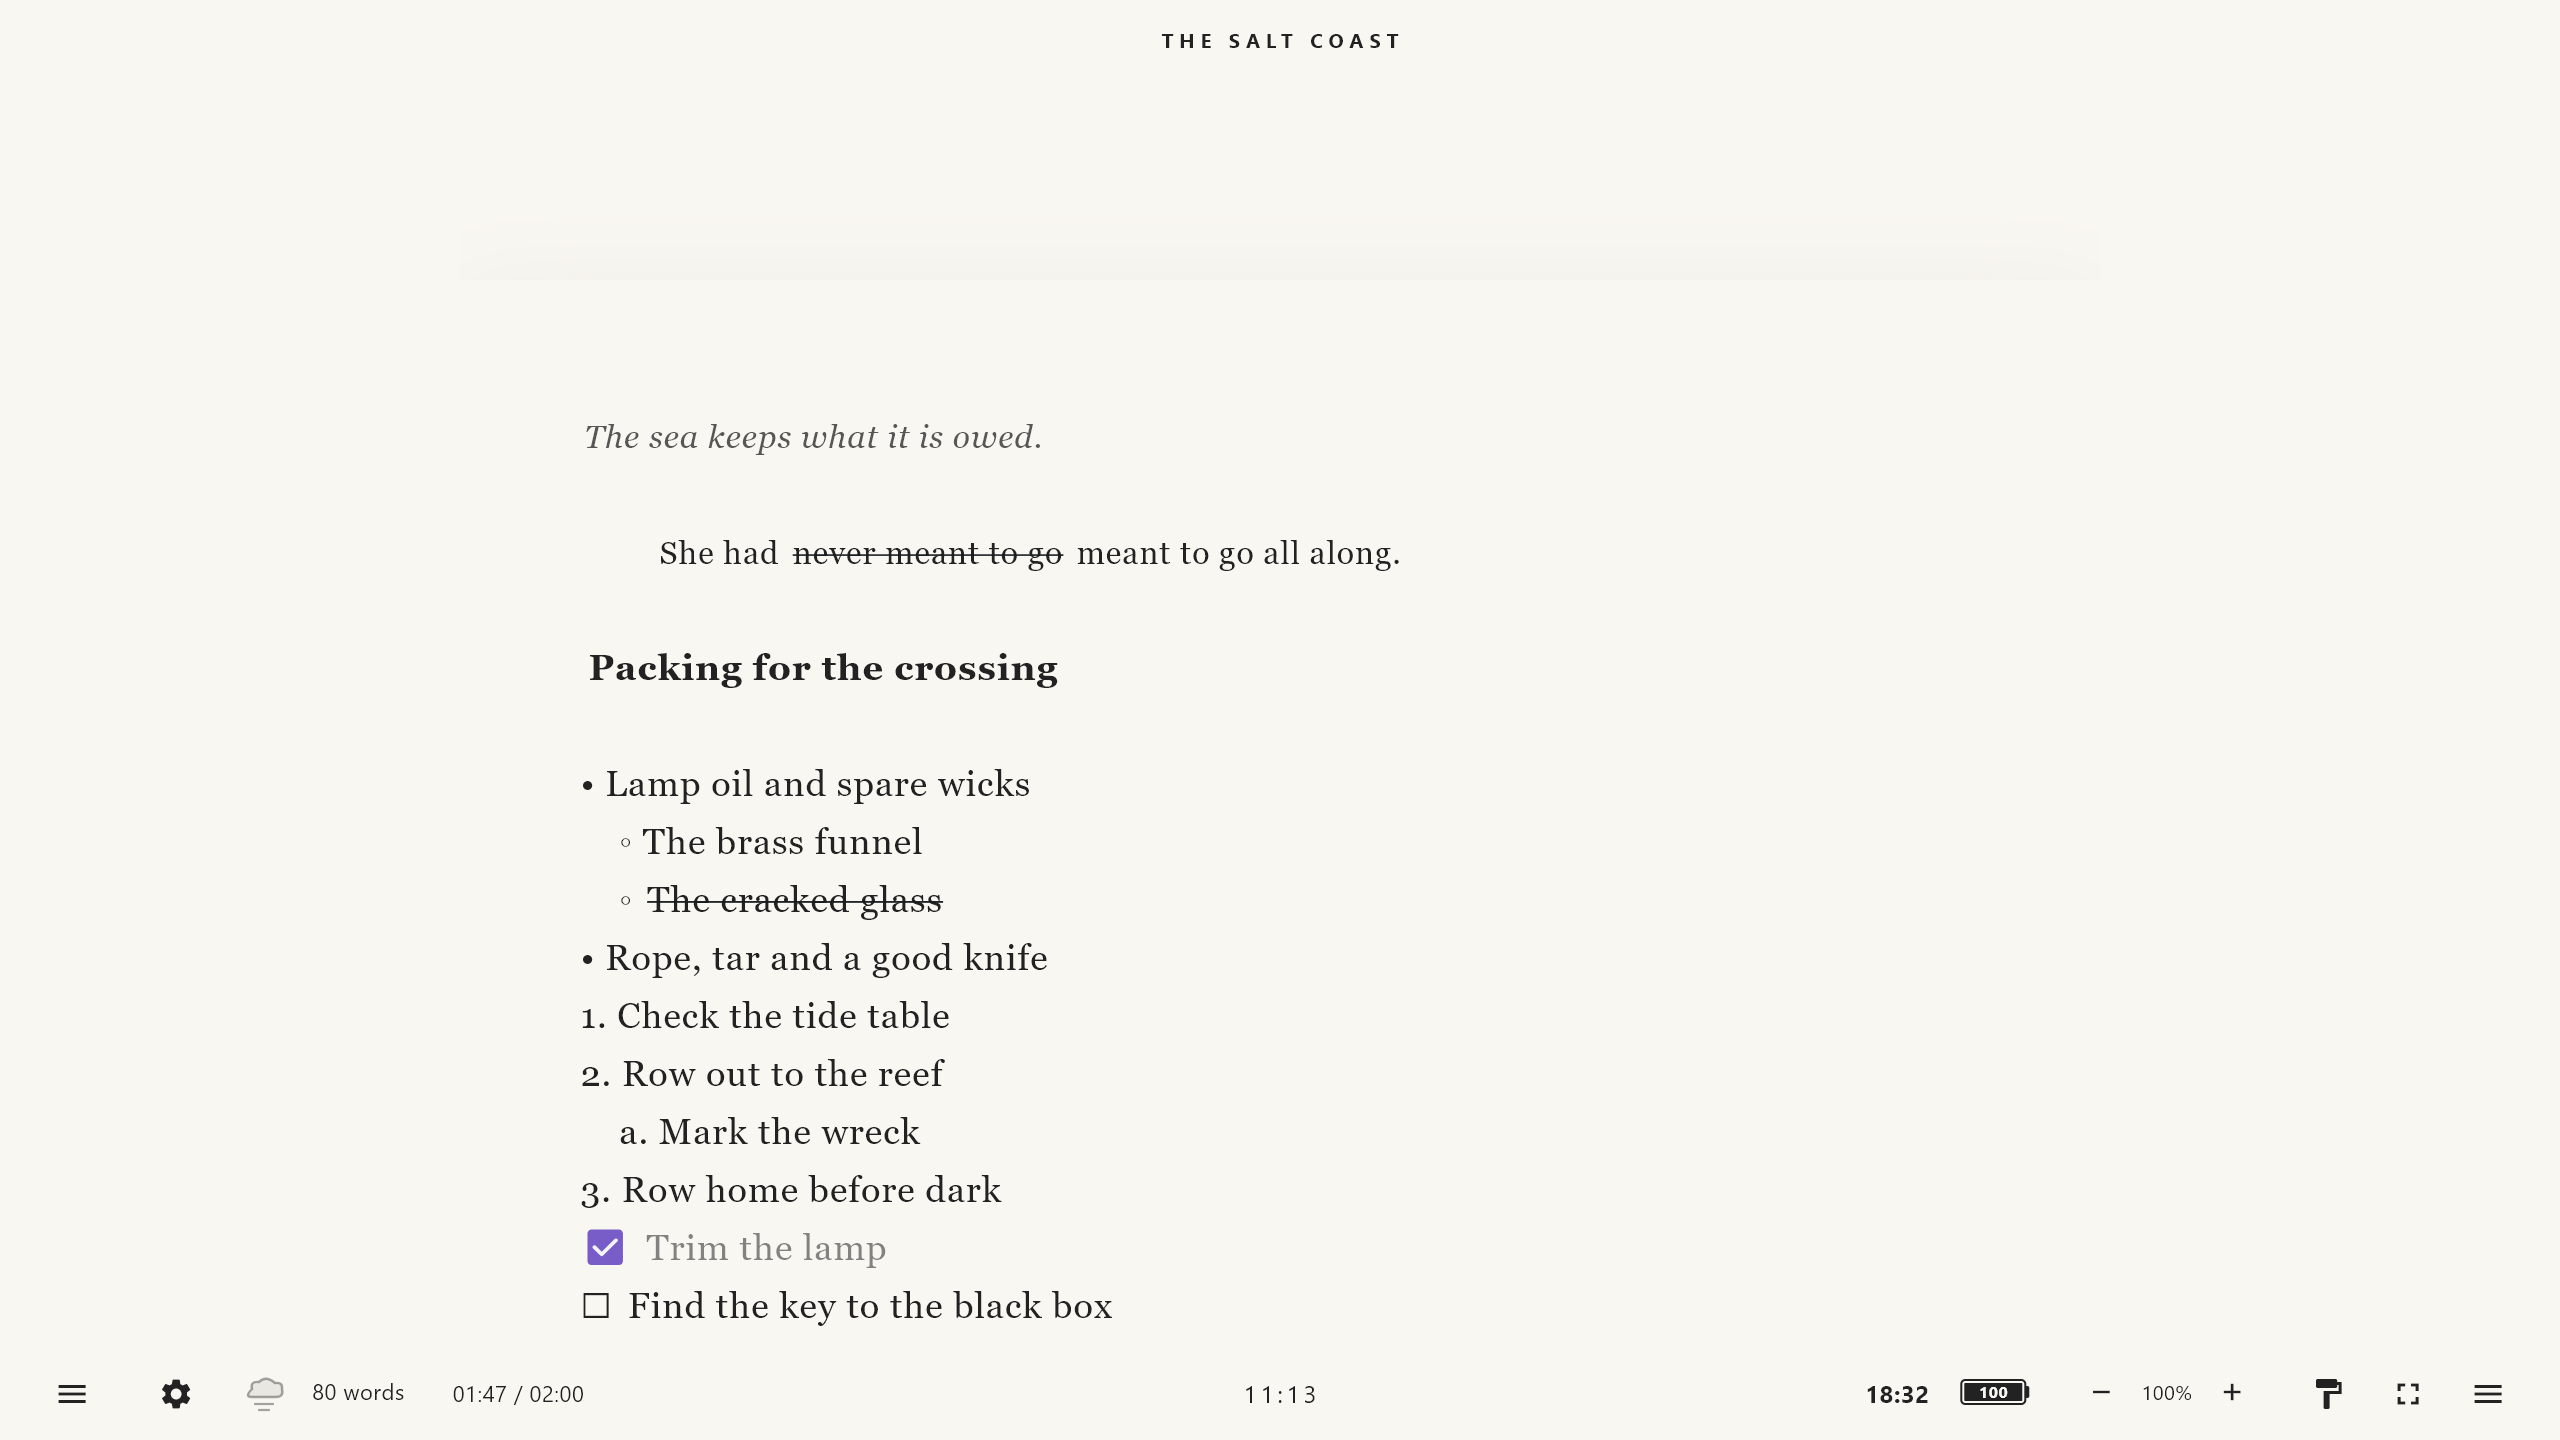 THE SALT COAST
The sea keeps what it is owed.
She had never meant to go meant to go all along.
Packing for the crossing
• Lamp oil and spare wicks
◦ The brass funnel
◦ The cracked glass
• Rope, tar and a good knife
1. Check the tide table
2. Row out to the reef
a. Mark the wreck
3. Row home before dark
☑ Trim the lamp
☐ Find the key to the black box
80 words 01:47 / 02:00 11:13 18:32 100 − 100% +